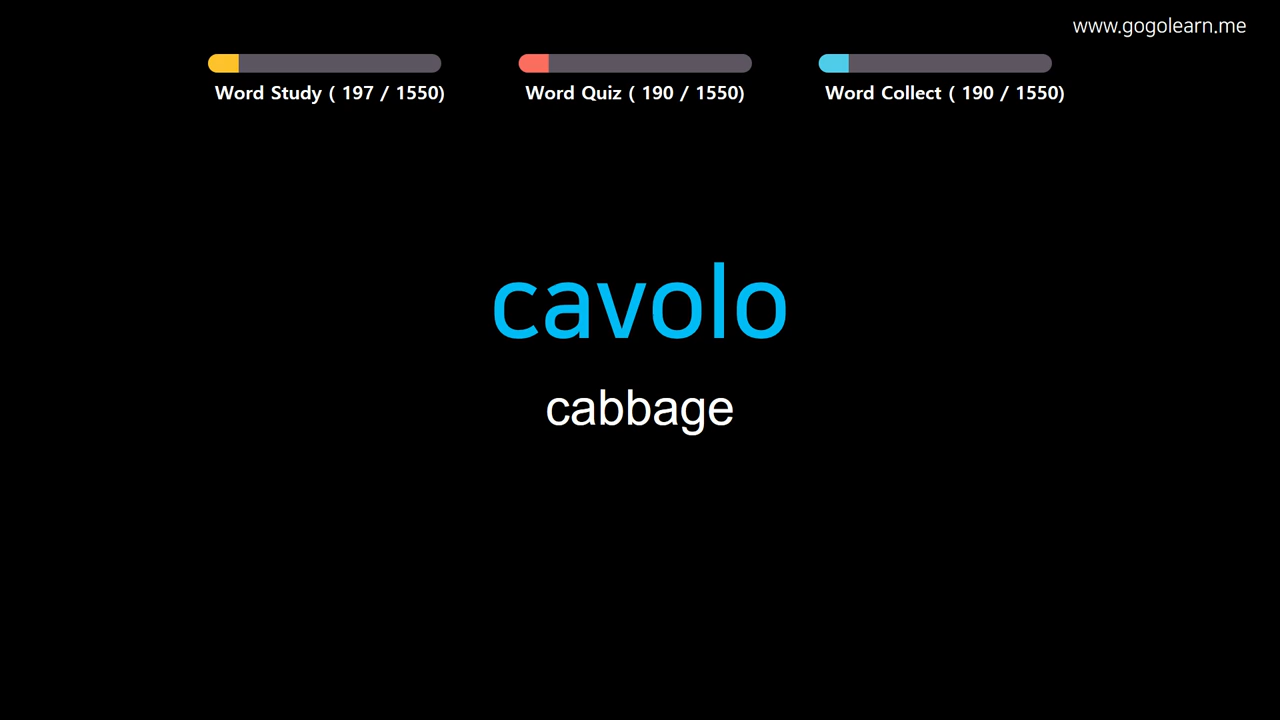 www.gogolearn.me
Word Study ( 197 / 1550)
Word Quiz ( 190 / 1550)
Word Collect ( 190 / 1550)
cavolo
cabbage